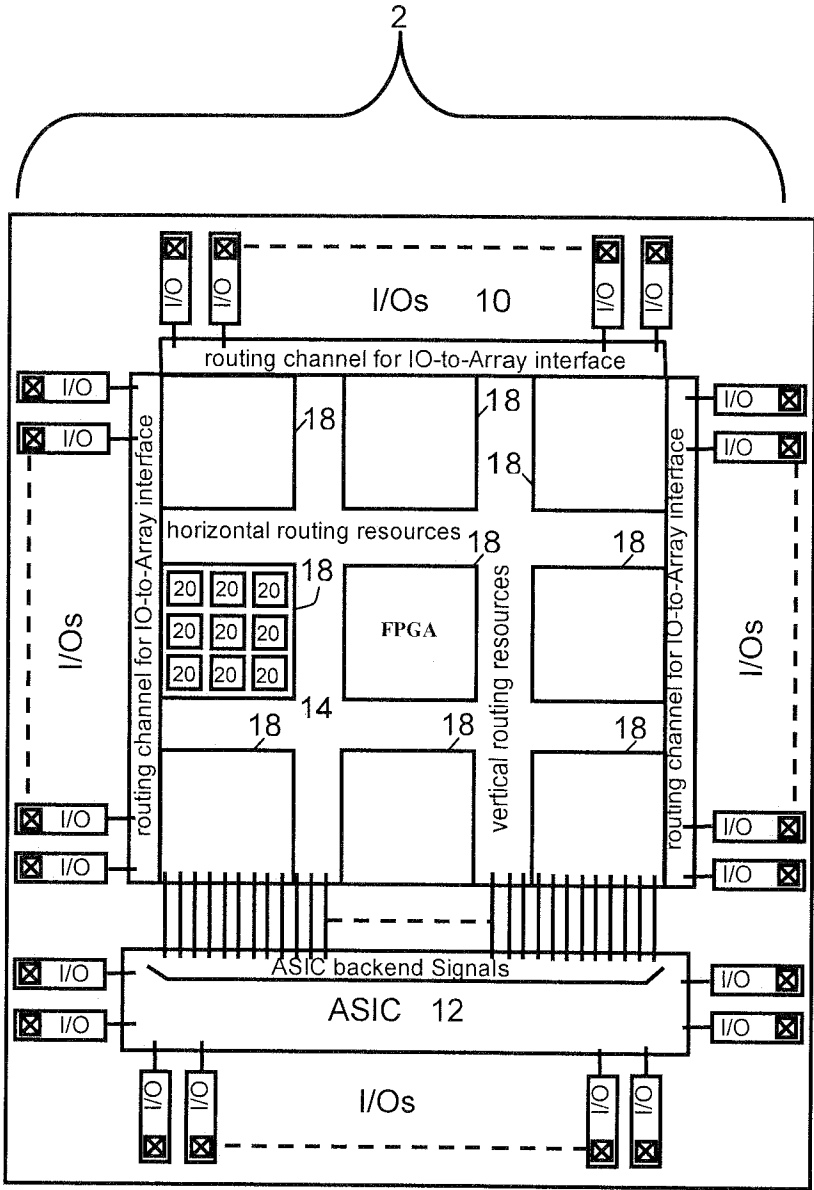 2
I/O
I/O
I/O
I/O
I/Os 10
routing channel for IO-to-Array interface
I/O
I/O
I/O
I/O
routing channel for IO-to-Array interface
routing channel for IO-to-Array interface
18
18
18
horizontal routing resources
18
18
18
20 20 20
20 20 20
20 20 20
FPGA
vertical routing resources
I/Os
I/Os
14
18
18
18
I/O
I/O
I/O
I/O
ASIC backend Signals
ASIC 12
I/O
I/O
I/O
I/O
I/O
I/O
I/Os
I/O
I/O